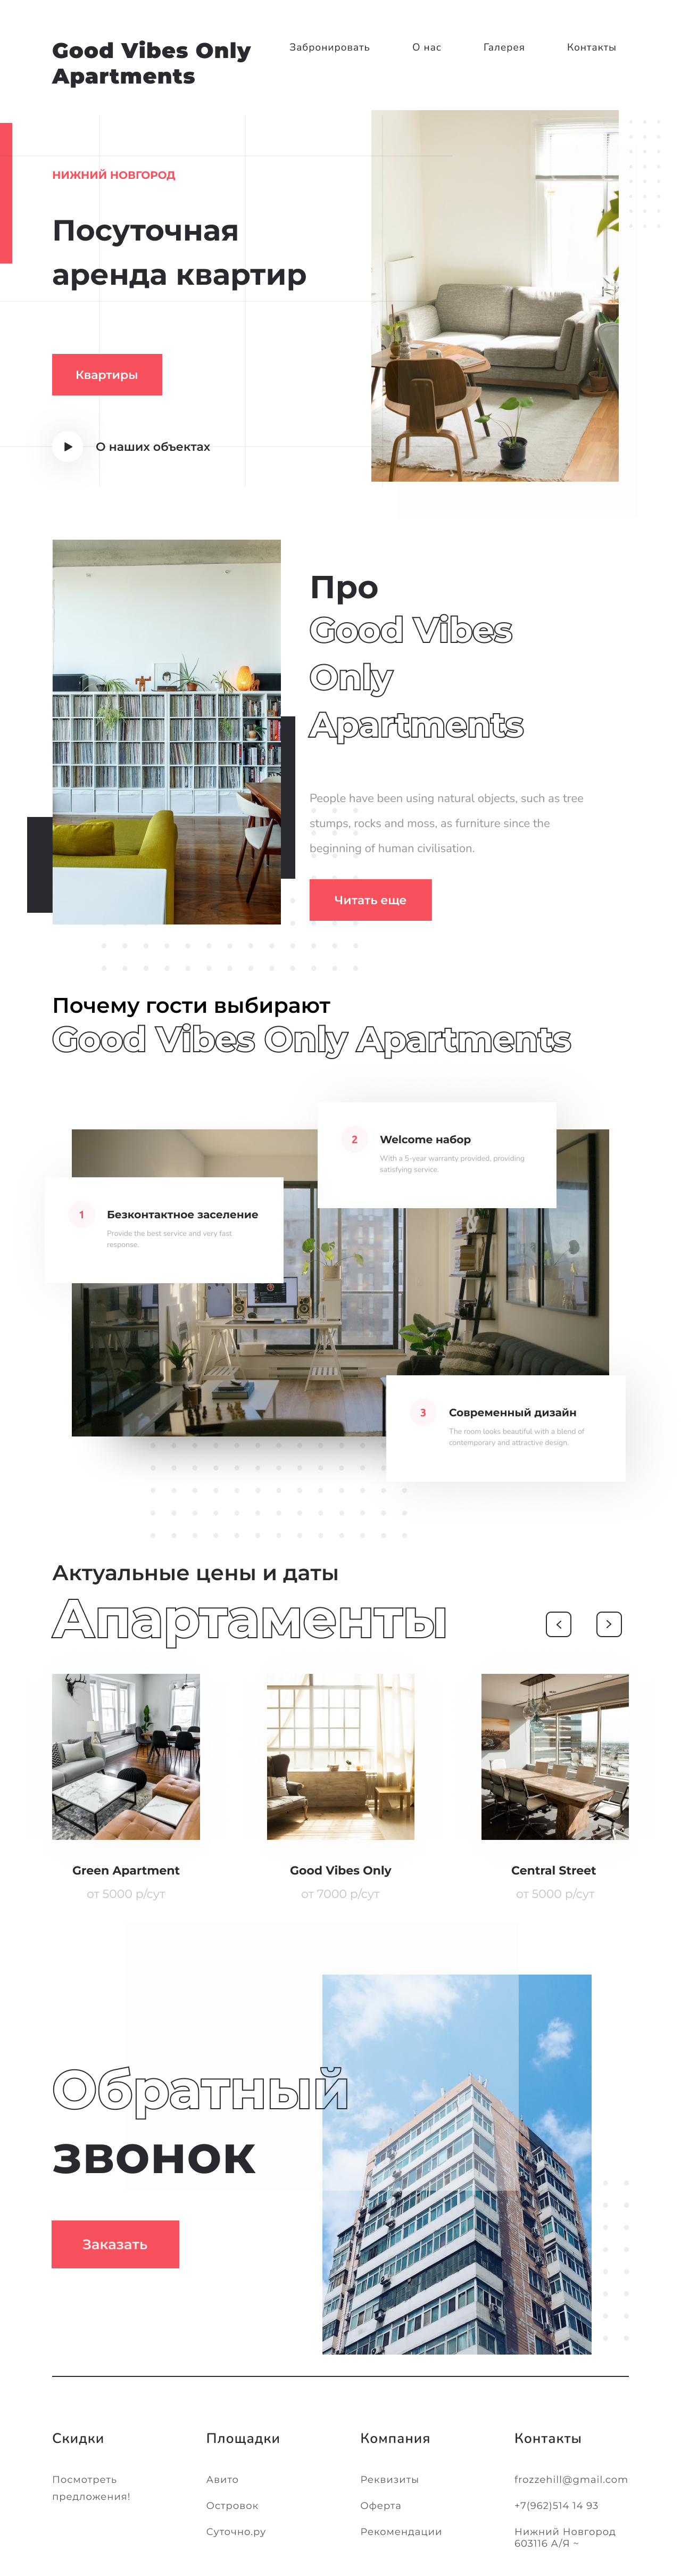 Good Vibes Only
Apartments
Забронировать
О нас
Галерея
Контакты
НИЖНИЙ НОВГОРОД
Посуточная
аренда квартир
Квартиры
О наших объектах
Про
Good Vibes
Only
Apartments
People have been using natural objects, such as tree
stumps, rocks and moss, as furniture since the
beginning of human civilisation.
Читать еще
Почему гости выбирают
Good Vibes Only Apartments
2
Welcome набор
With a 5-year warranty provided, providing
satisfying service.
1
Безконтактное заселение
Provide the best service and very fast
response.
3
Современный дизайн
The room looks beautiful with a blend of
contemporary and attractive design.
Актуальные цены и даты
Апартаменты
Green Apartment
от 5000 р/сут
Good Vibes Only
от 7000 р/сут
Central Street
от 5000 р/сут
Обратный
звонок
Заказать
Скидки
Посмотреть
предложения!
Площадки
Авито
Островок
Суточно.ру
Компания
Реквизиты
Оферта
Рекомендации
Контакты
frozzehill@gmail.com
+7(962)514 14 93
Нижний Новгород
603116 А/Я ~